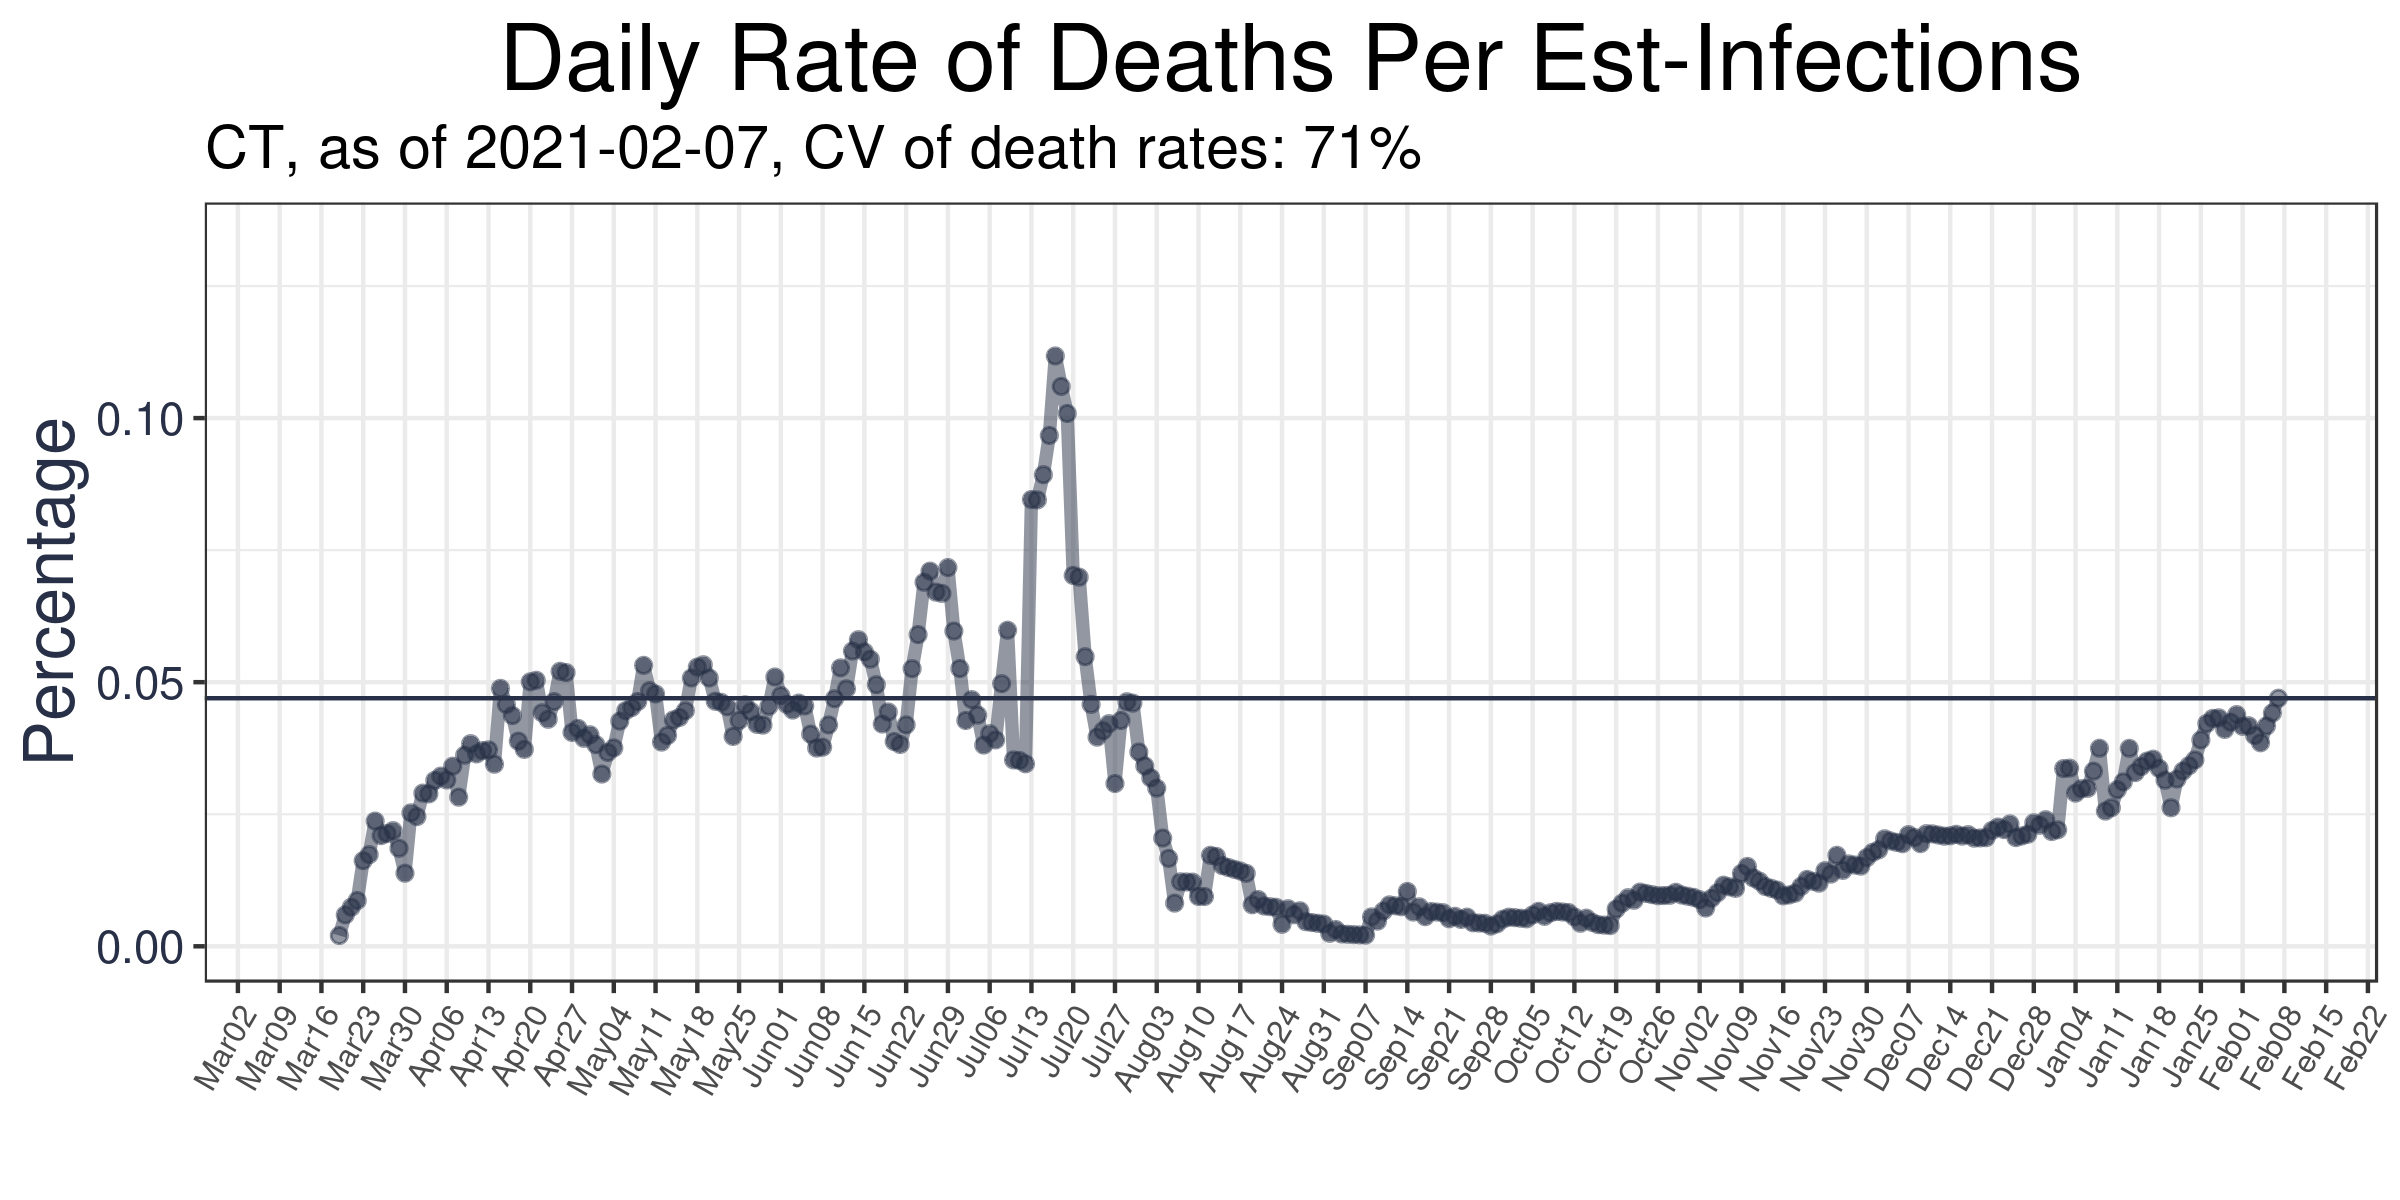 Daily Rate of Deaths Per Est-Infections
CT, as of 2021-02-07, CV of death rates: 71%
Percentage
0.10
0.05
0.00
Mar02
Mar09
Mar16
Mar23
Mar30
Apr06
Apr13
Apr20
Apr27
May04
May11
May18
May25
Jun01
Jun08
Jun15
Jun22
Jun29
Jul06
Jul13
Jul20
Jul27
Aug03
Aug10
Aug17
Aug24
Aug31
Sep07
Sep14
Sep21
Sep28
Oct05
Oct12
Oct19
Oct26
Nov02
Nov09
Nov16
Nov23
Nov30
Dec07
Dec14
Dec21
Dec28
Jan04
Jan11
Jan18
Jan25
Feb01
Feb08
Feb15
Feb22